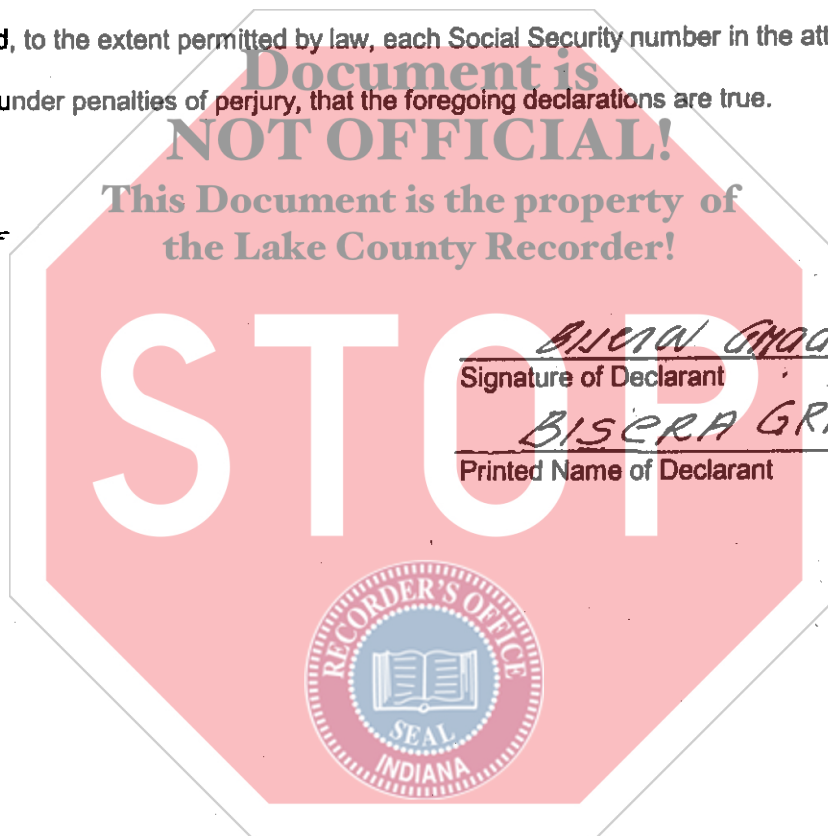 d, to the extent permitted by law, each Social Security number in the att
Document is
under penalties of perjury, that the foregoing declarations are true.
NOT OFFICIAL!
This Document is the property of
the Lake County Recorder!
STOP
Signature of Declarant
BISERA GRA
Printed Name of Declarant
RECORDER'S OFFICE
SEAL
INDIANA